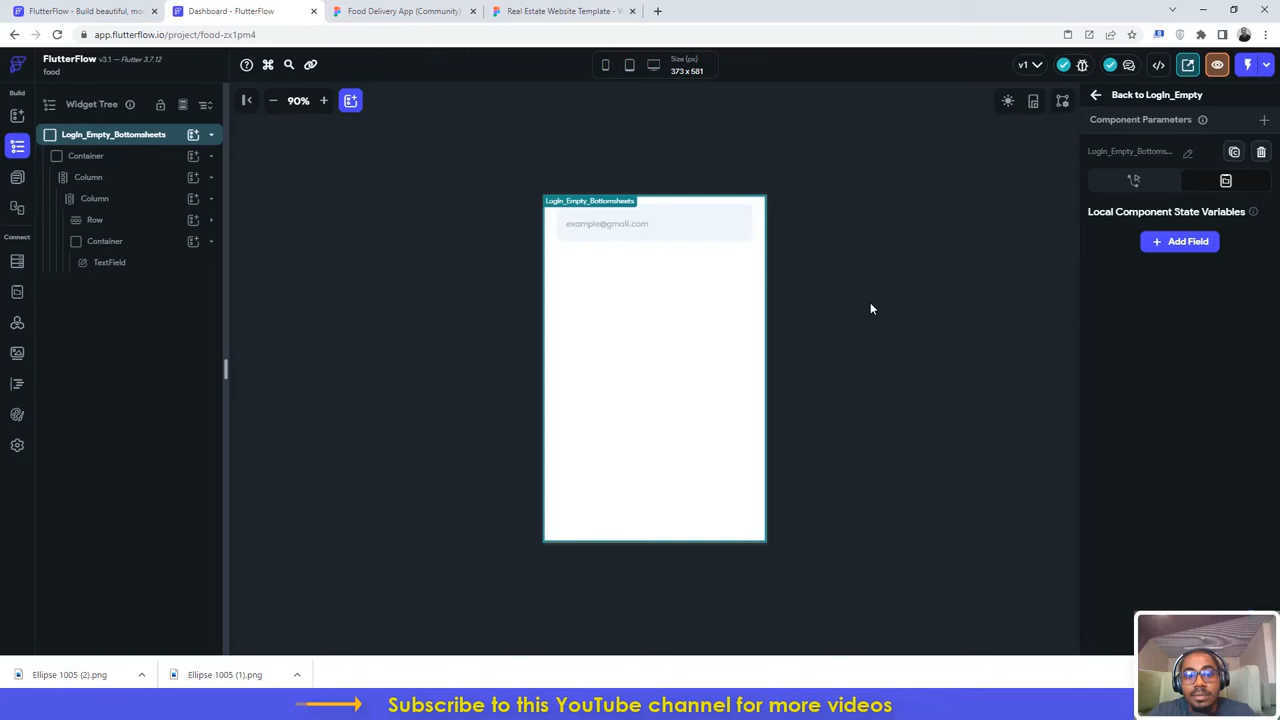 FlutterFlow - Build beautiful, mo
Dashboard - FlutterFlow
Food Delivery App (Community)
Real Estate Website Template - W
app.flutterflow.io/project/food-zx1pm4
FlutterFlow v3.1 — Flutter 3.7.12
food
Size (px)
373 x 581
v1
Build
Widget Tree
90%
Back to LogIn_Empty
Component Parameters
LogIn_Empty_Bottomsheets
LogIn_Empty_Bottoms...
Container
Column
Column
Row
Container
TextField
Connect
LogIn_Empty_Bottomsheets
example@gmail.com
Local Component State Variables
+ Add Field
Ellipse 1005 (2).png
Ellipse 1005 (1).png
Subscribe to this YouTube channel for more videos